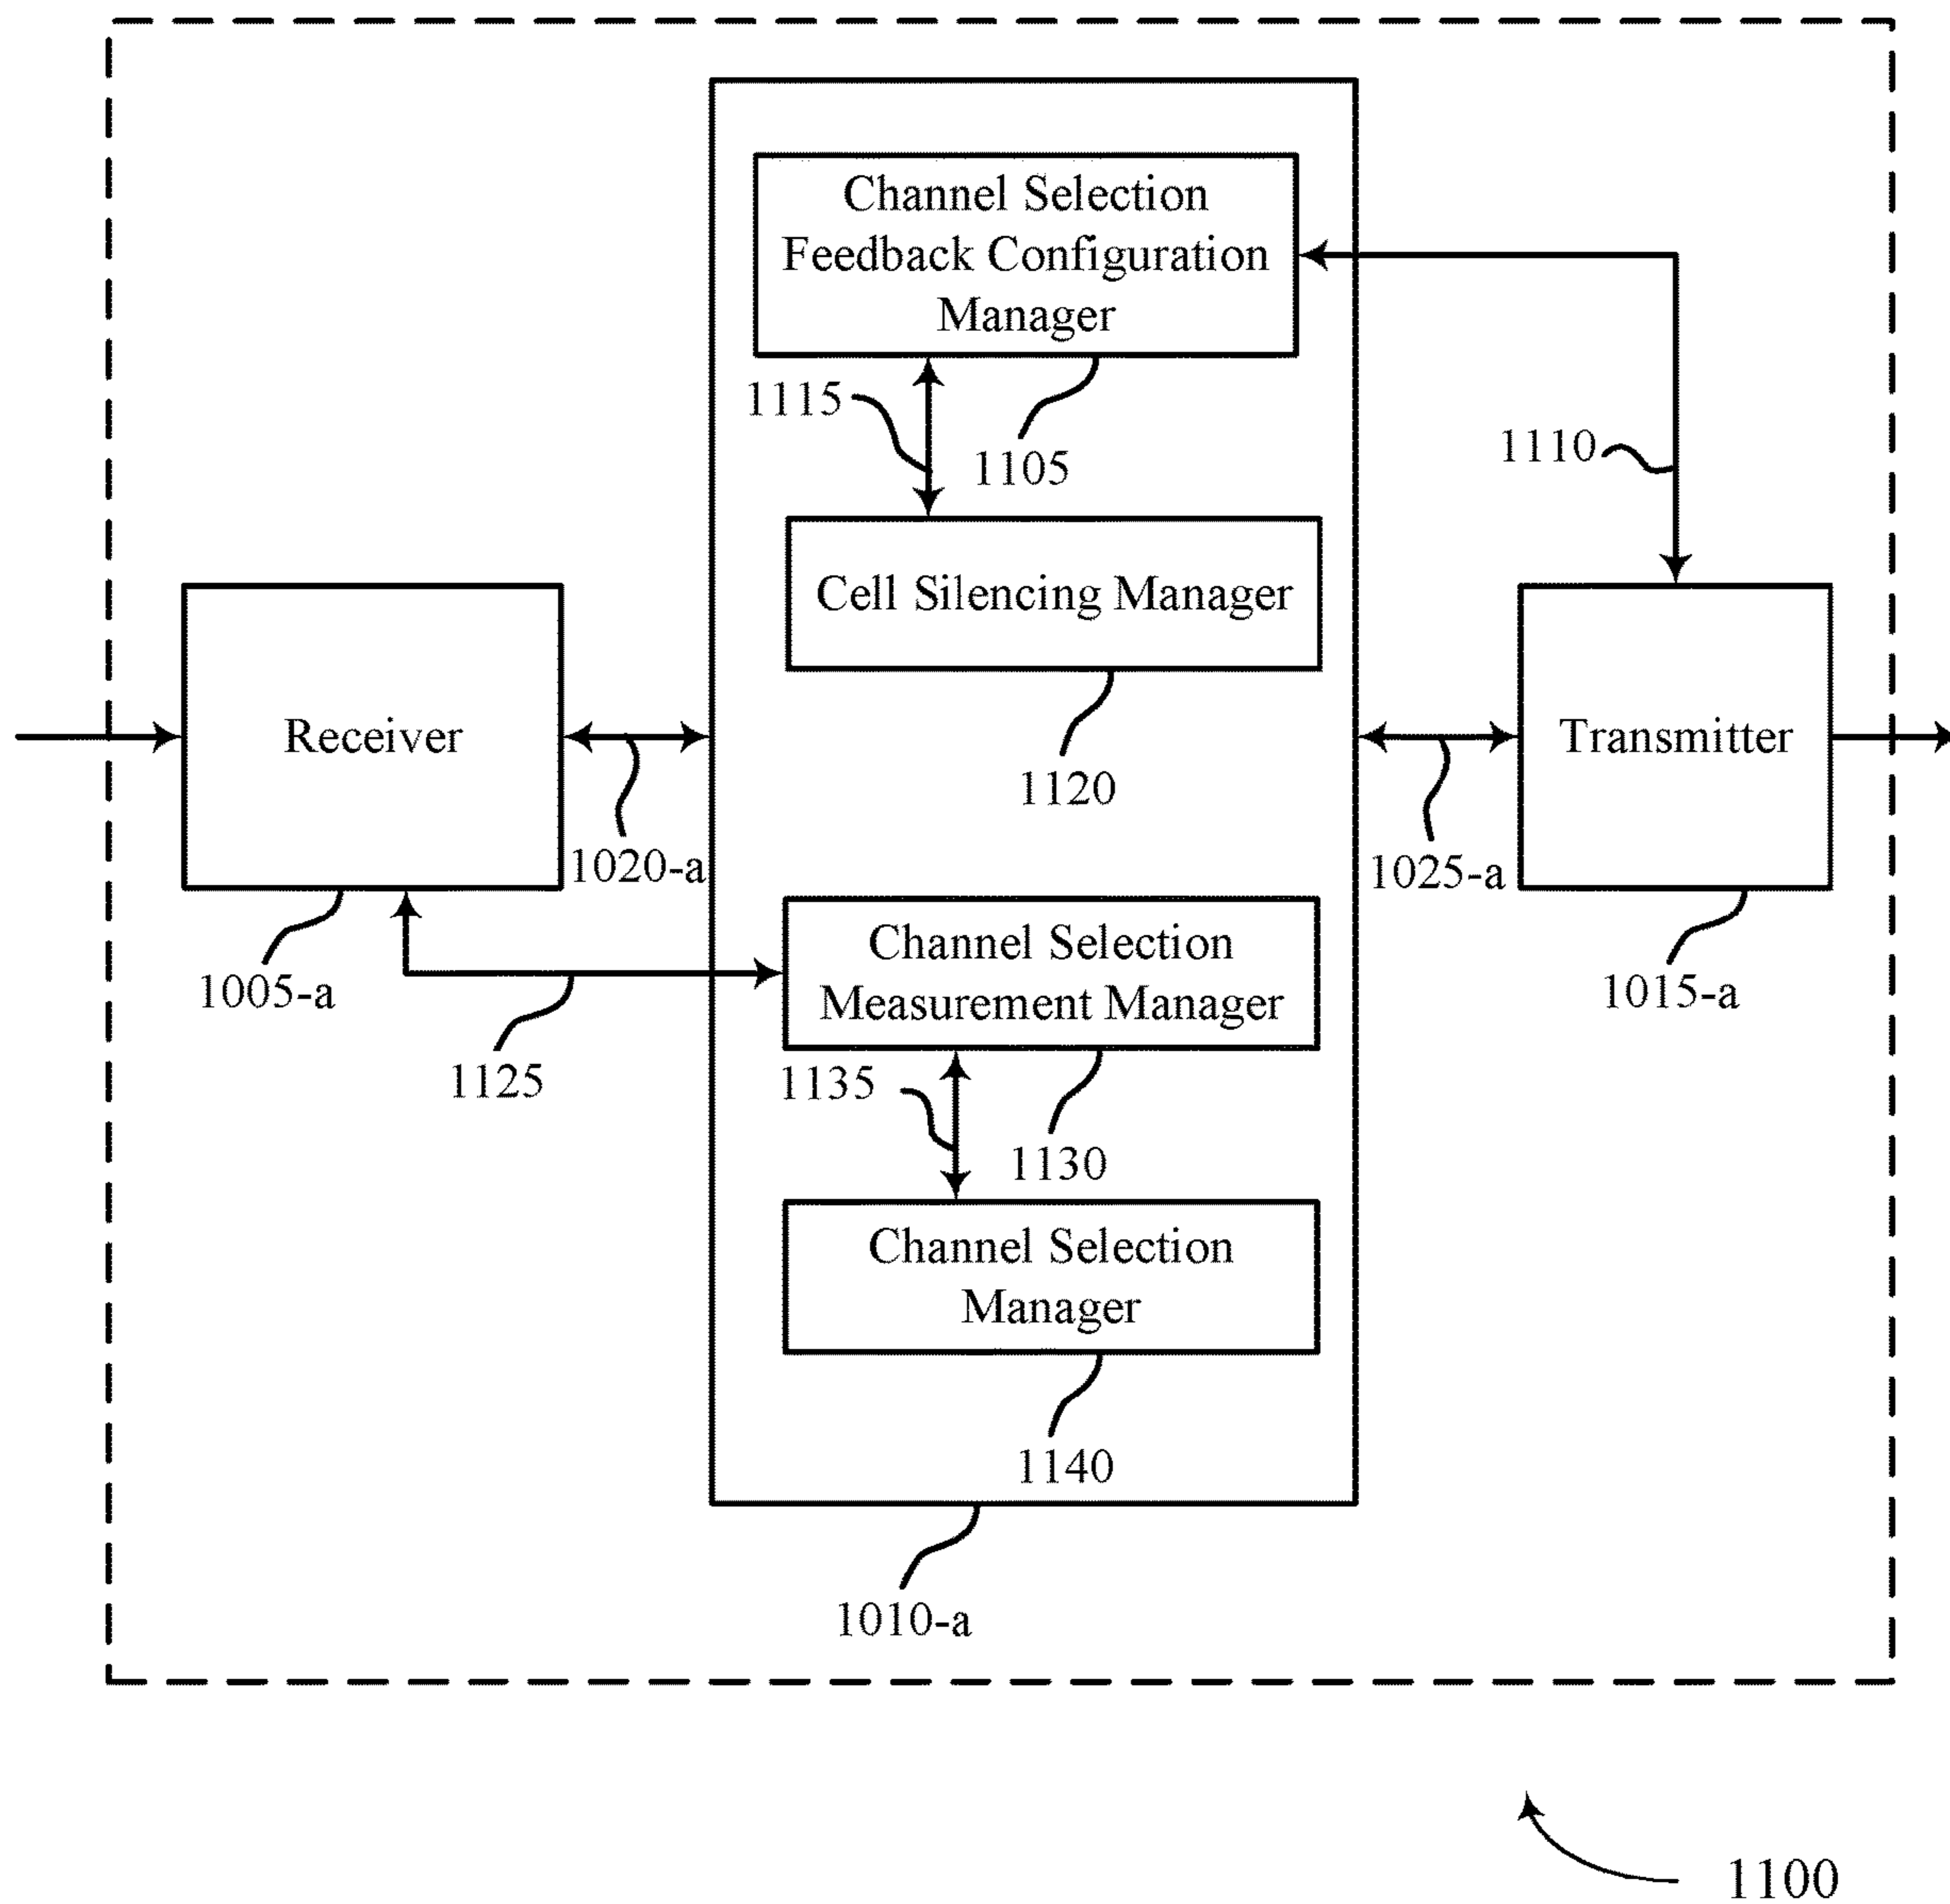 Channel Selection
Feedback Configuration
Manager
1115
1105
1110
Cell Silencing Manager
Receiver
Transmitter
1120
1020-a
1025-a
Channel Selection
Measurement Manager
1005-a
1015-a
1125
1135
1130
Channel Selection
Manager
1140
1010-a
1100